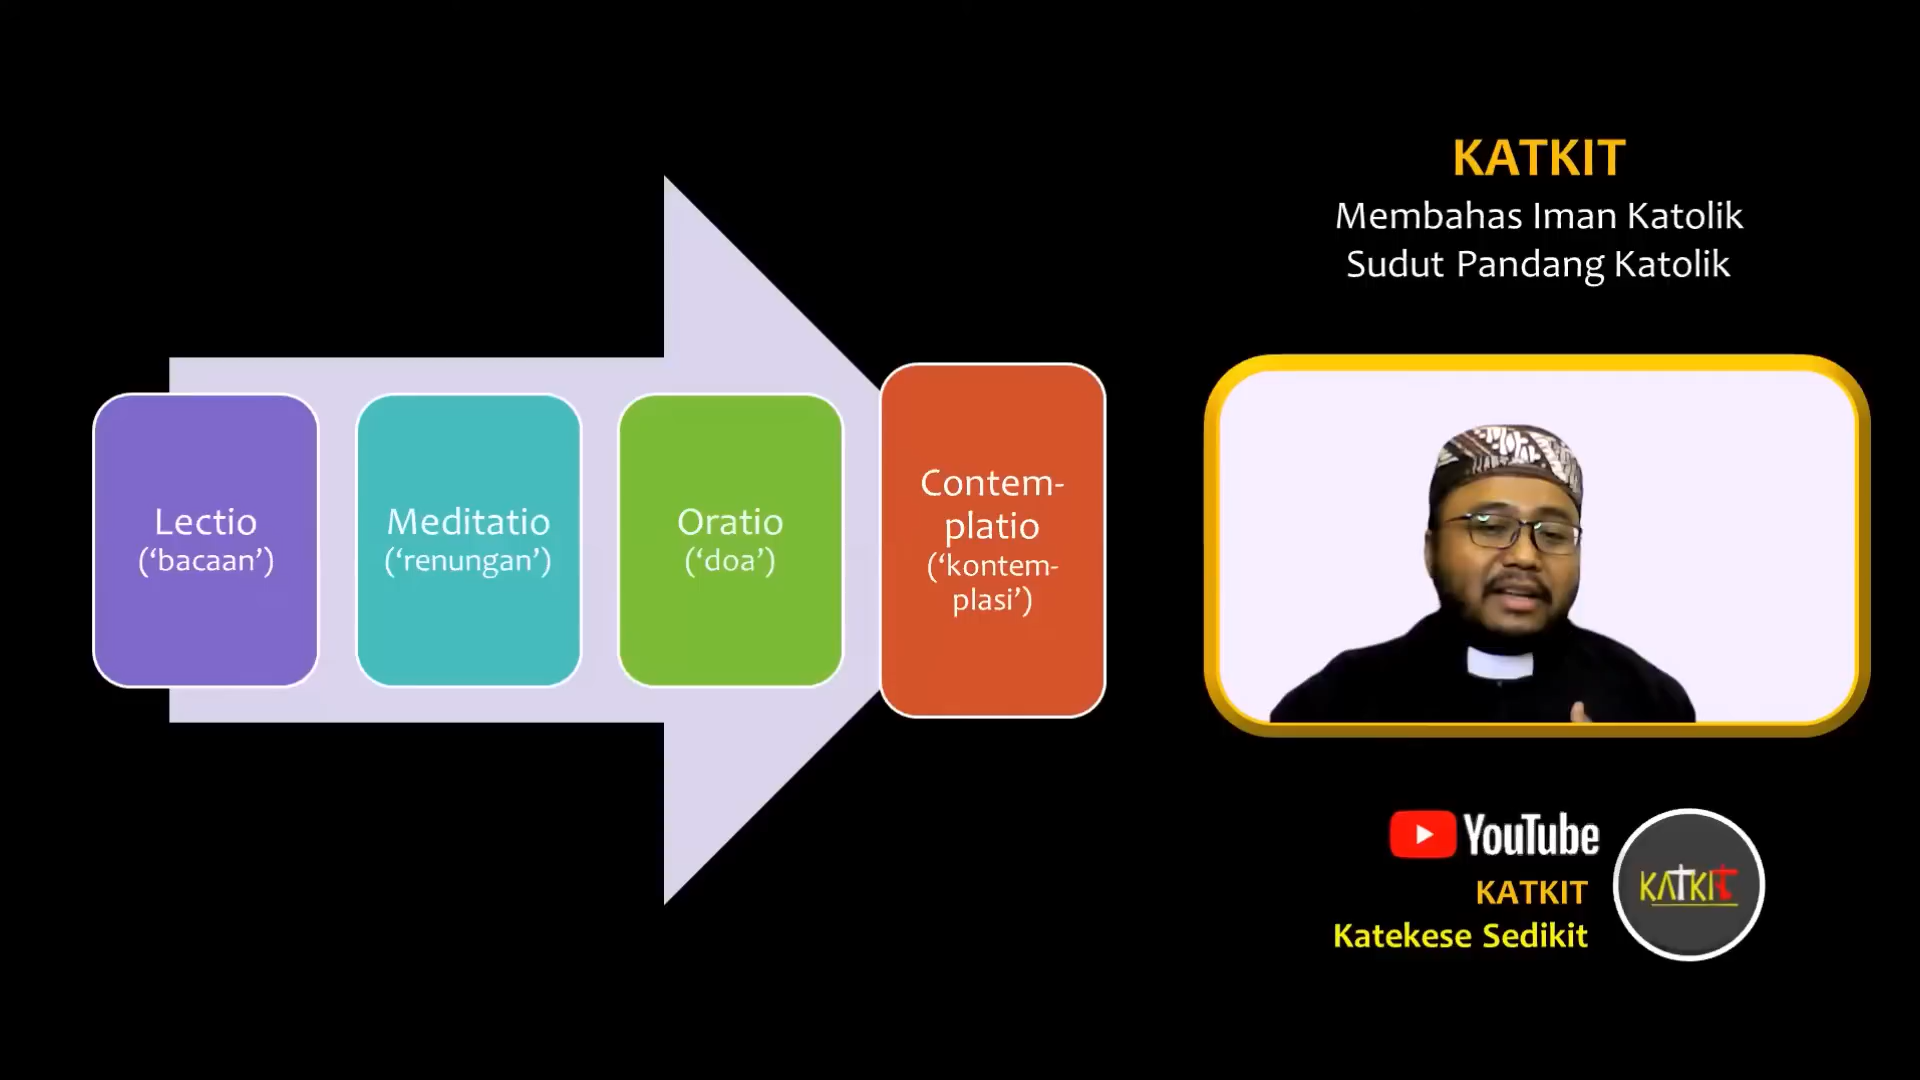 Lectio
(‘bacaan’)
Meditatio
(‘renungan’)
Oratio
(‘doa’)
Contem-
platio
(‘kontem-
plasi’)
KATKIT
Membahas Iman Katolik
Sudut Pandang Katolik
YouTube
KATKIT
Katekese Sedikit
KATKIT